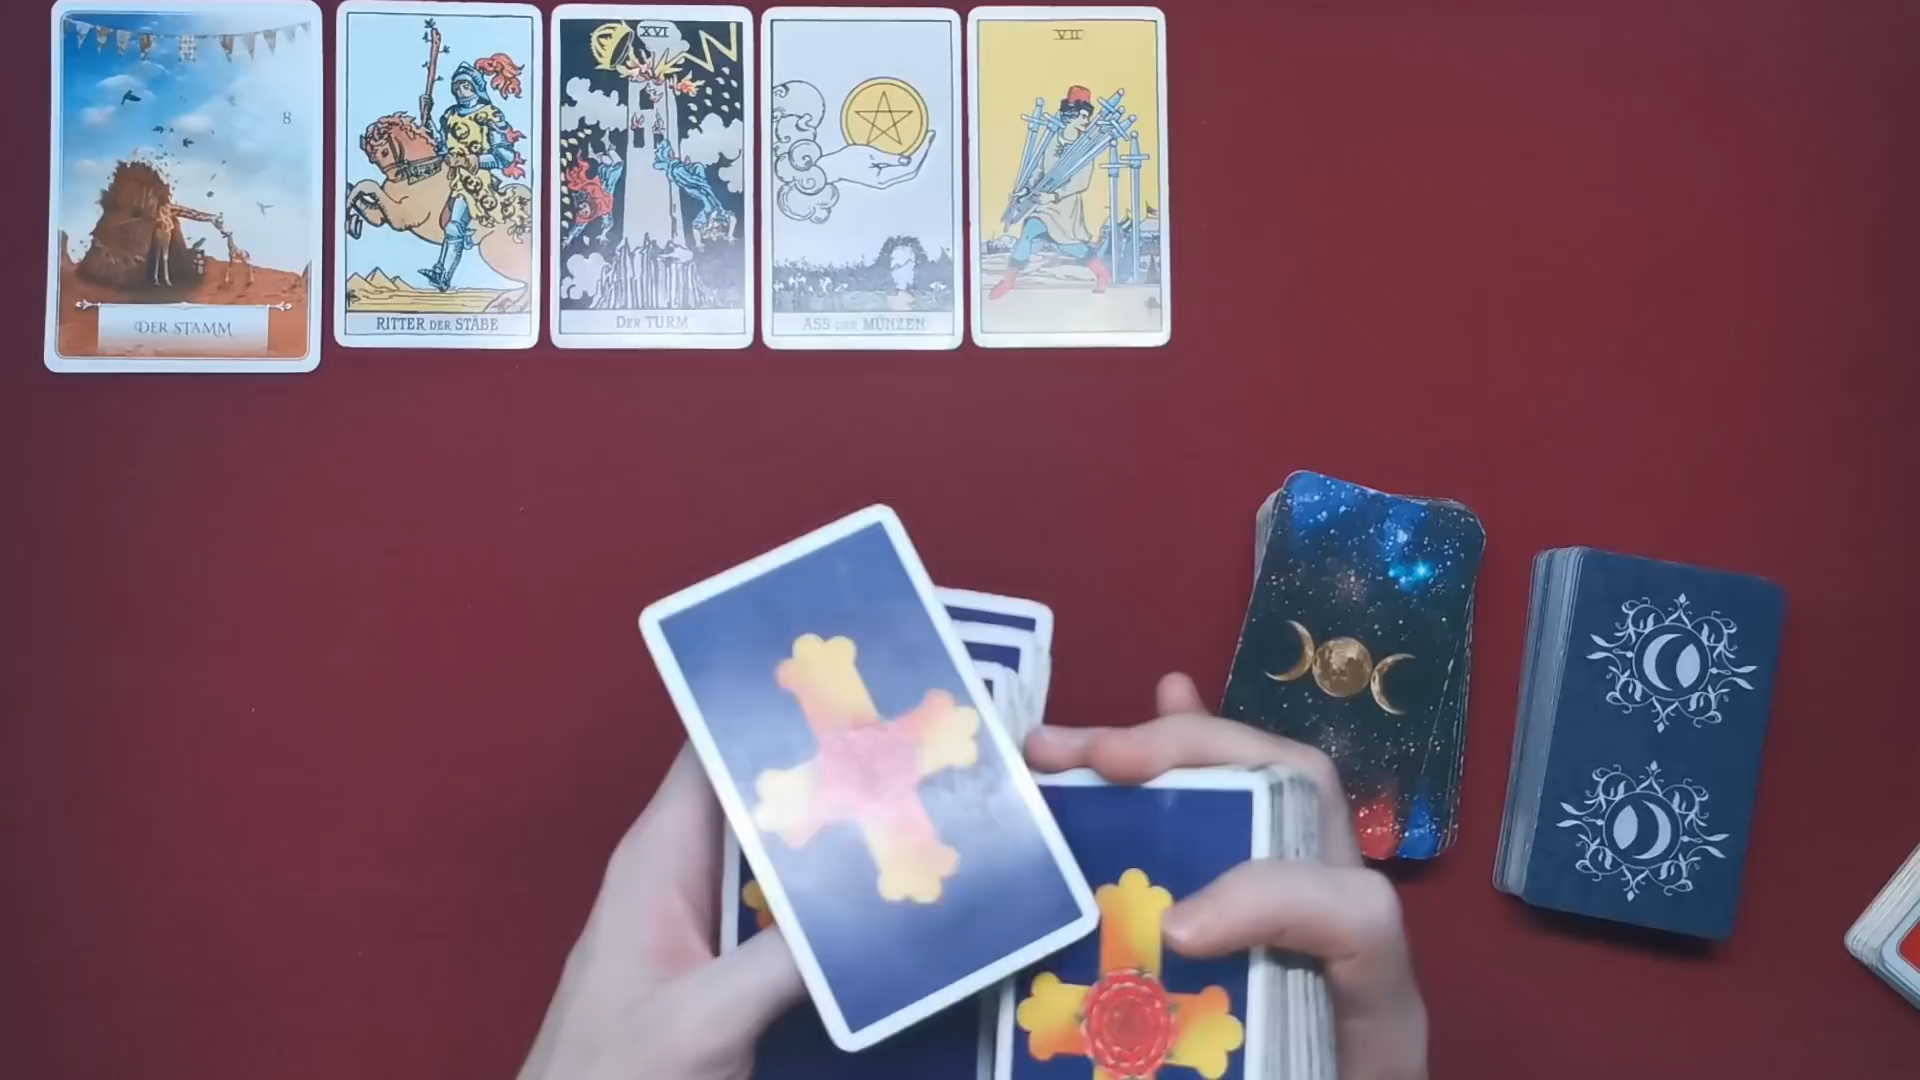 8
DER STAMM
RITTER DER STÄBE
XVI
DER TURM
ASS DER MÜNZEN
VII